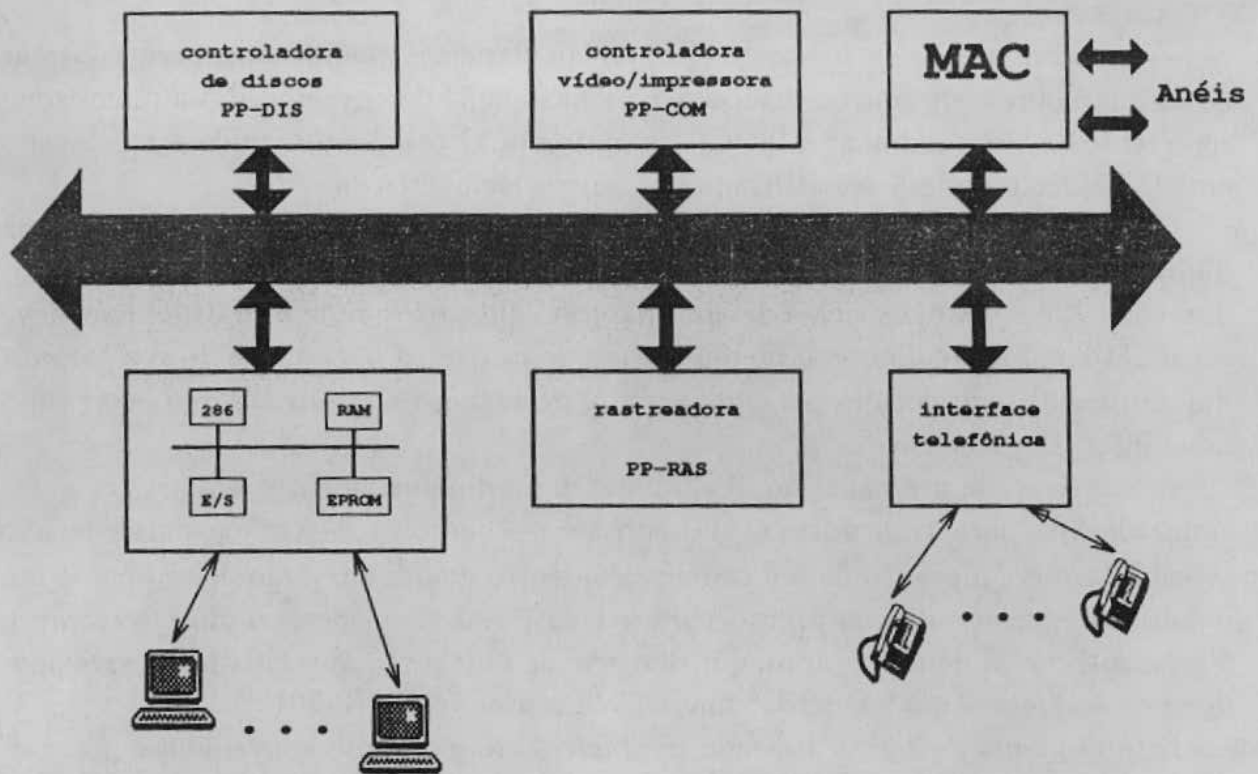 controladora
de discos
PP-DIS
controladora
vídeo/impressora
PP-COM
MAC
Anéis
286
RAM
E/S
EPROM
rastreadora
PP-RAS
interface
telefônica